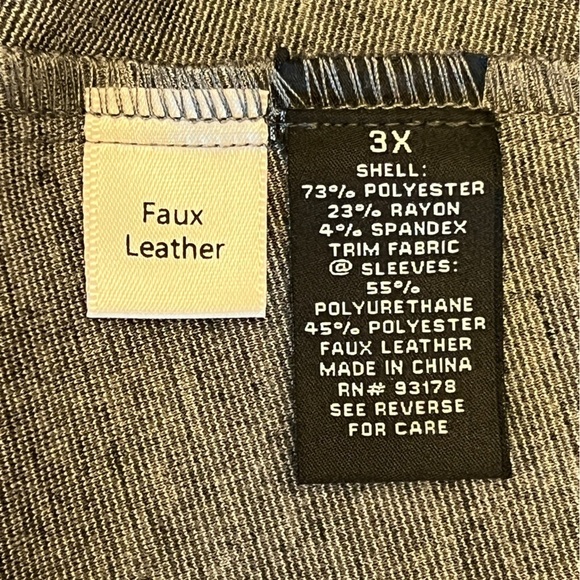 Faux
Leather
3X
SHELL:
73% POLYESTER
23% RAYON
4% SPANDEX
TRIM FABRIC
@ SLEEVES:
55%
POLYURETHANE
45% POLYESTER
FAUX LEATHER
MADE IN CHINA
RN# 93178
SEE REVERSE
FOR CARE